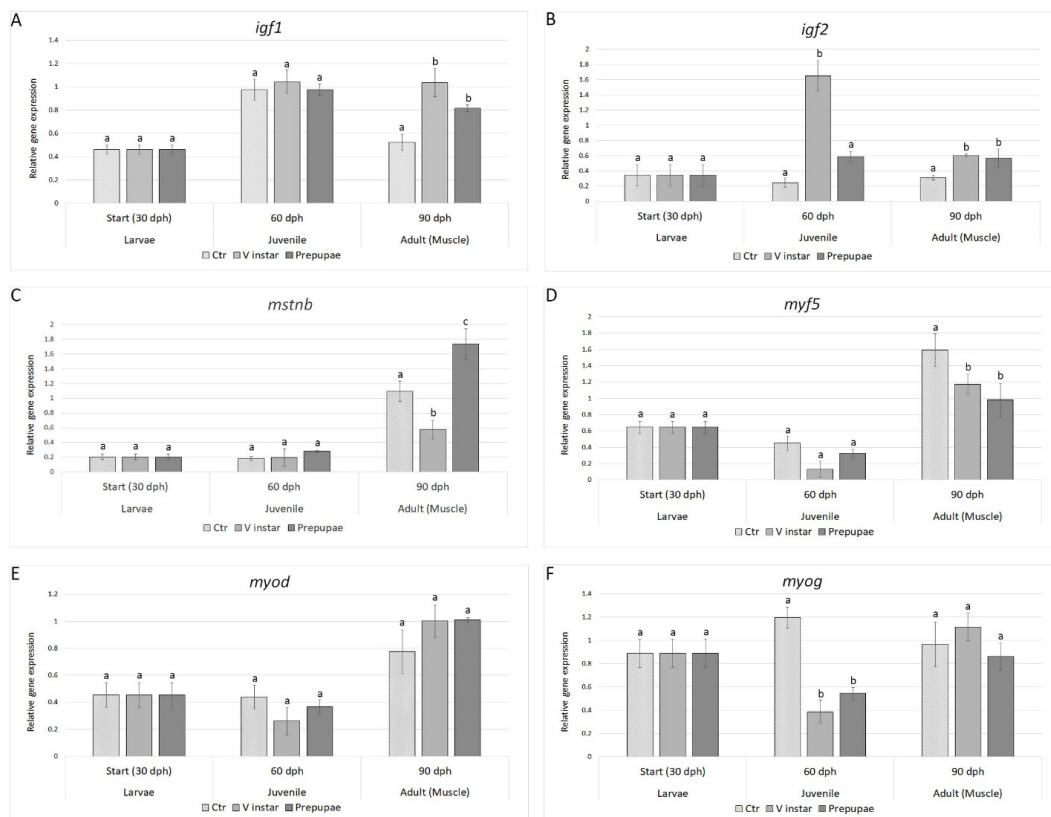 A
igf1
Relative gene expression
1.4
1.2
1
0.8
0.6
0.4
0.2
0
a a a
a a a
a b b
Start (30 dph) 60 dph 90 dph
Larvae Juvenile Adult (Muscle)
Ctr V instar Prepupae
B
igf2
Relative gene expression
2
1.8
1.6
1.4
1.2
1
0.8
0.6
0.4
0.2
0
a a a
a b a
a b b
Start (30 dph) 60 dph 90 dph
Larvae Juvenile Adult (Muscle)
Ctr V instar Prepupae
C
mstnb
Relative gene expression
2
1.8
1.6
1.4
1.2
1
0.8
0.6
0.4
0.2
0
a a a
a a a
a b c
Start (30 dph) 60 dph 90 dph
Larvae Juvenile Adult (Muscle)
Ctr V instar Prepupae
D
myf5
Relative gene expression
2
1.8
1.6
1.4
1.2
1
0.8
0.6
0.4
0.2
0
a a a
a a a
a b b
Start (30 dph) 60 dph 90 dph
Larvae Juvenile Adult (Muscle)
Ctr V instar Prepupae
E
myod
Relative gene expression
1.2
1
0.8
0.6
0.4
0.2
0
a a a
a a a
a a a
Start (30 dph) 60 dph 90 dph
Larvae Juvenile Adult (Muscle)
Ctr V instar Prepupae
F
myog
Relative gene expression
1.4
1.2
1
0.8
0.6
0.4
0.2
0
a a a
a b b
a a a
Start (30 dph) 60 dph 90 dph
Larvae Juvenile Adult (Muscle)
Ctr V instar Prepupae